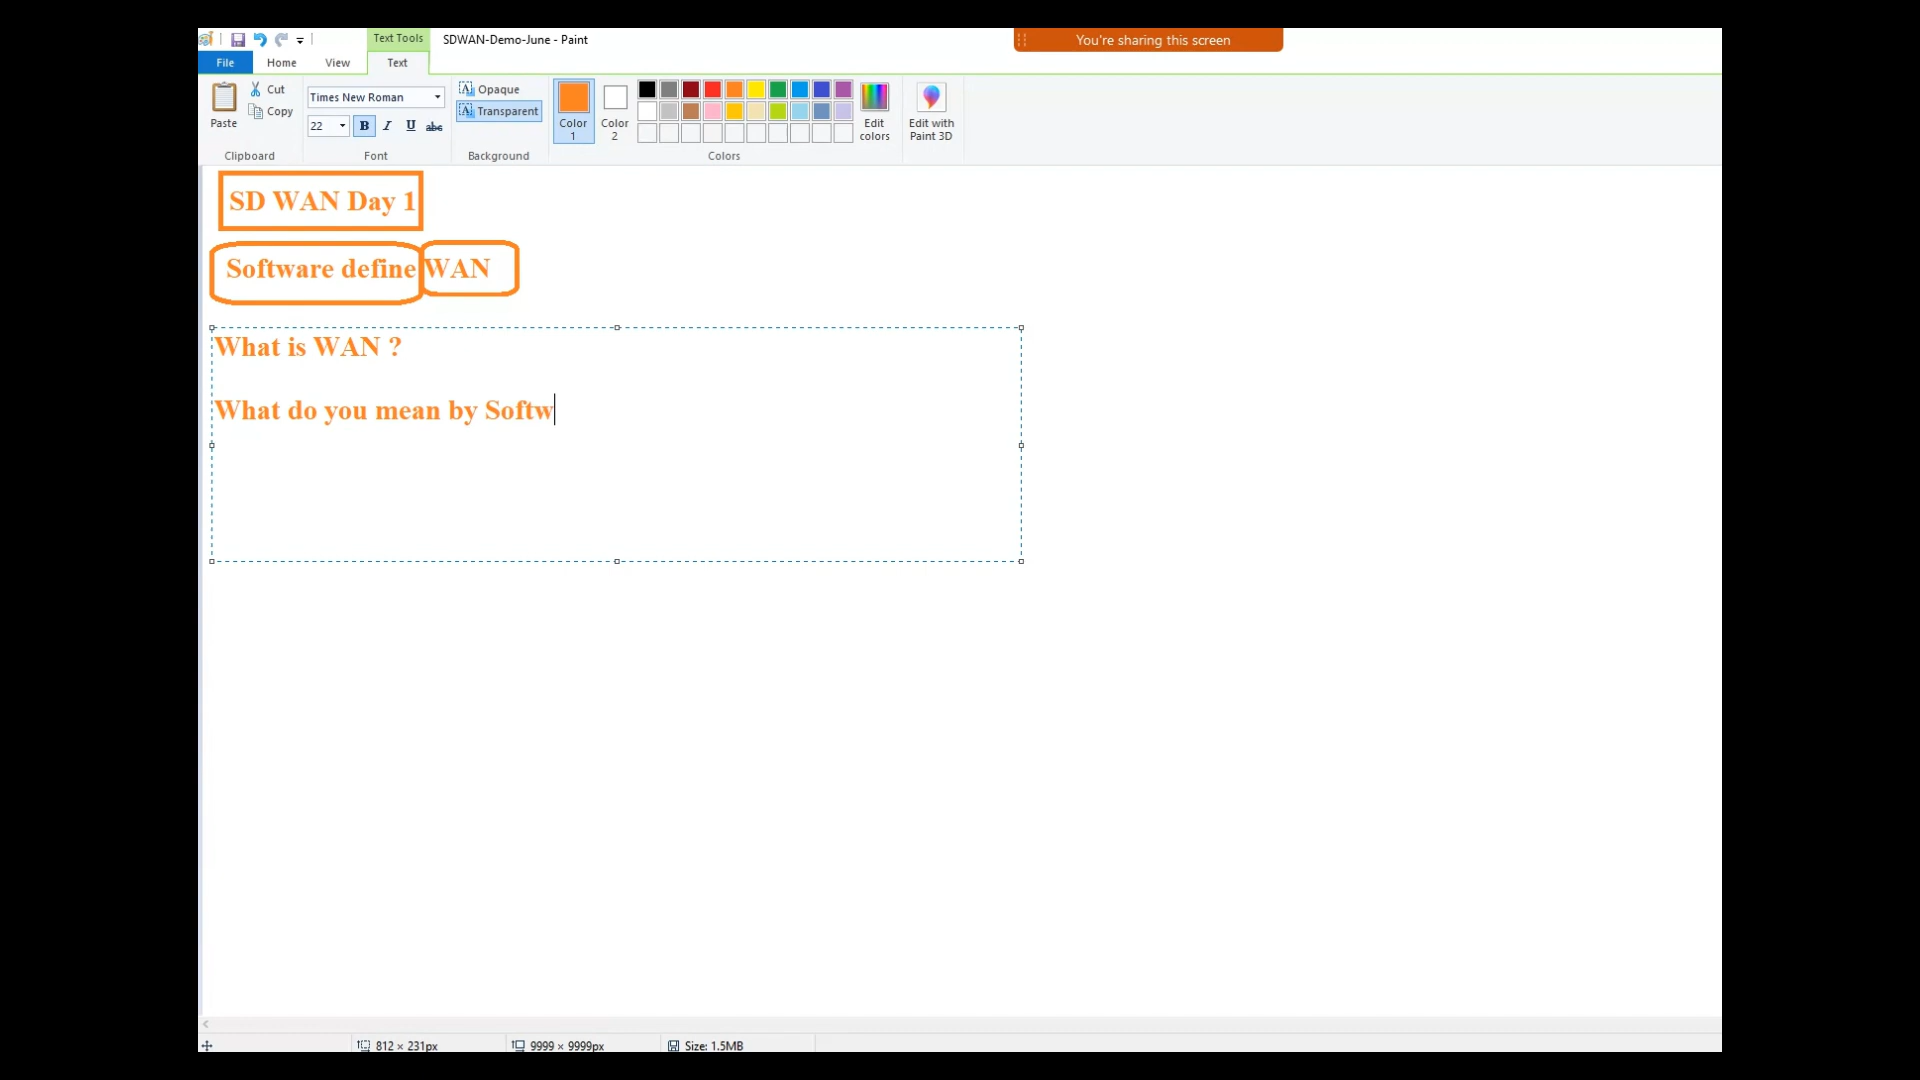 Text Tools
SDWAN-Demo-June - Paint
You're sharing this screen
File
Home
View
Text
Paste
Cut
Copy
Clipboard
Times New Roman
22
B
I
U
abc
Font
Opaque
Transparent
Background
Color
1
Color
2
Edit
colors
Colors
Edit with
Paint 3D
SD WAN Day 1
Software define WAN
What is WAN ?
What do you mean by Softw
812 × 231px
9999 × 9999px
Size: 1.5MB